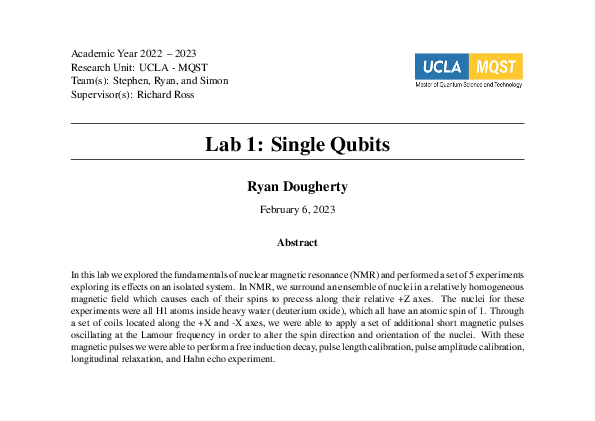 Academic Year 2022 – 2023
Research Unit: UCLA - MQST
Team(s): Stephen, Ryan, and Simon
Supervisor(s): Richard Ross
UCLA MQST
Master of Quantum Science and Technology
Lab 1: Single Qubits
Ryan Dougherty
February 6, 2023
Abstract
In this lab we explored the fundamentals of nuclear magnetic resonance (NMR) and performed a set of 5 experiments
exploring its effects on an isolated system. In NMR, we surround an ensemble of nuclei in a relatively homogenous
magnetic field which causes each of their spins to precess along their relative +Z axes. The nuclei for these
experiments were all H1 atoms inside heavy water (deuterium oxide), which all have an atomic spin of 1. Through
a set of coils located along the +X and -X axes, we were able to apply a set of additional short magnetic pulses
oscillating at the Lamour frequency in order to alter the spin direction and orientation of the nuclei. With these
magnetic pulses we were able to perform a free induction decay, pulse length calibration, pulse amplitude calibration,
longitudinal relaxation, and Hahn echo experiment.